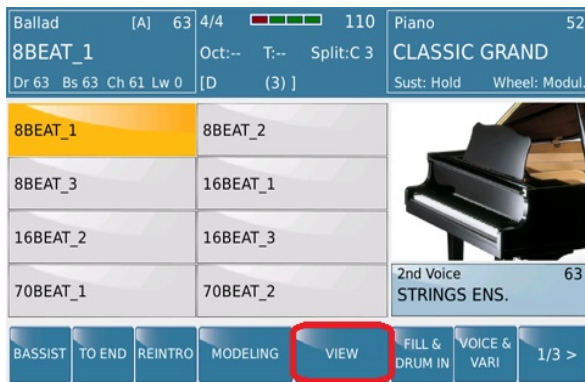 Ballad [A] 63
8BEAT_1
Dr 63 Bs 63 Ch 61 Lw 0
4/4 110
Oct:-- T:-- Split:C 3
[D (3) ]
Piano 52
CLASSIC GRAND
Sust: Hold Wheel: Modul.
8BEAT_1 8BEAT_2
8BEAT_3 16BEAT_1
16BEAT_2 16BEAT_3
70BEAT_1 70BEAT_2
2nd Voice 63
STRINGS ENS.
BASSIST TO END REINTRO MODELING VIEW FILL & DRUM IN VOICE & VARI 1/3 >